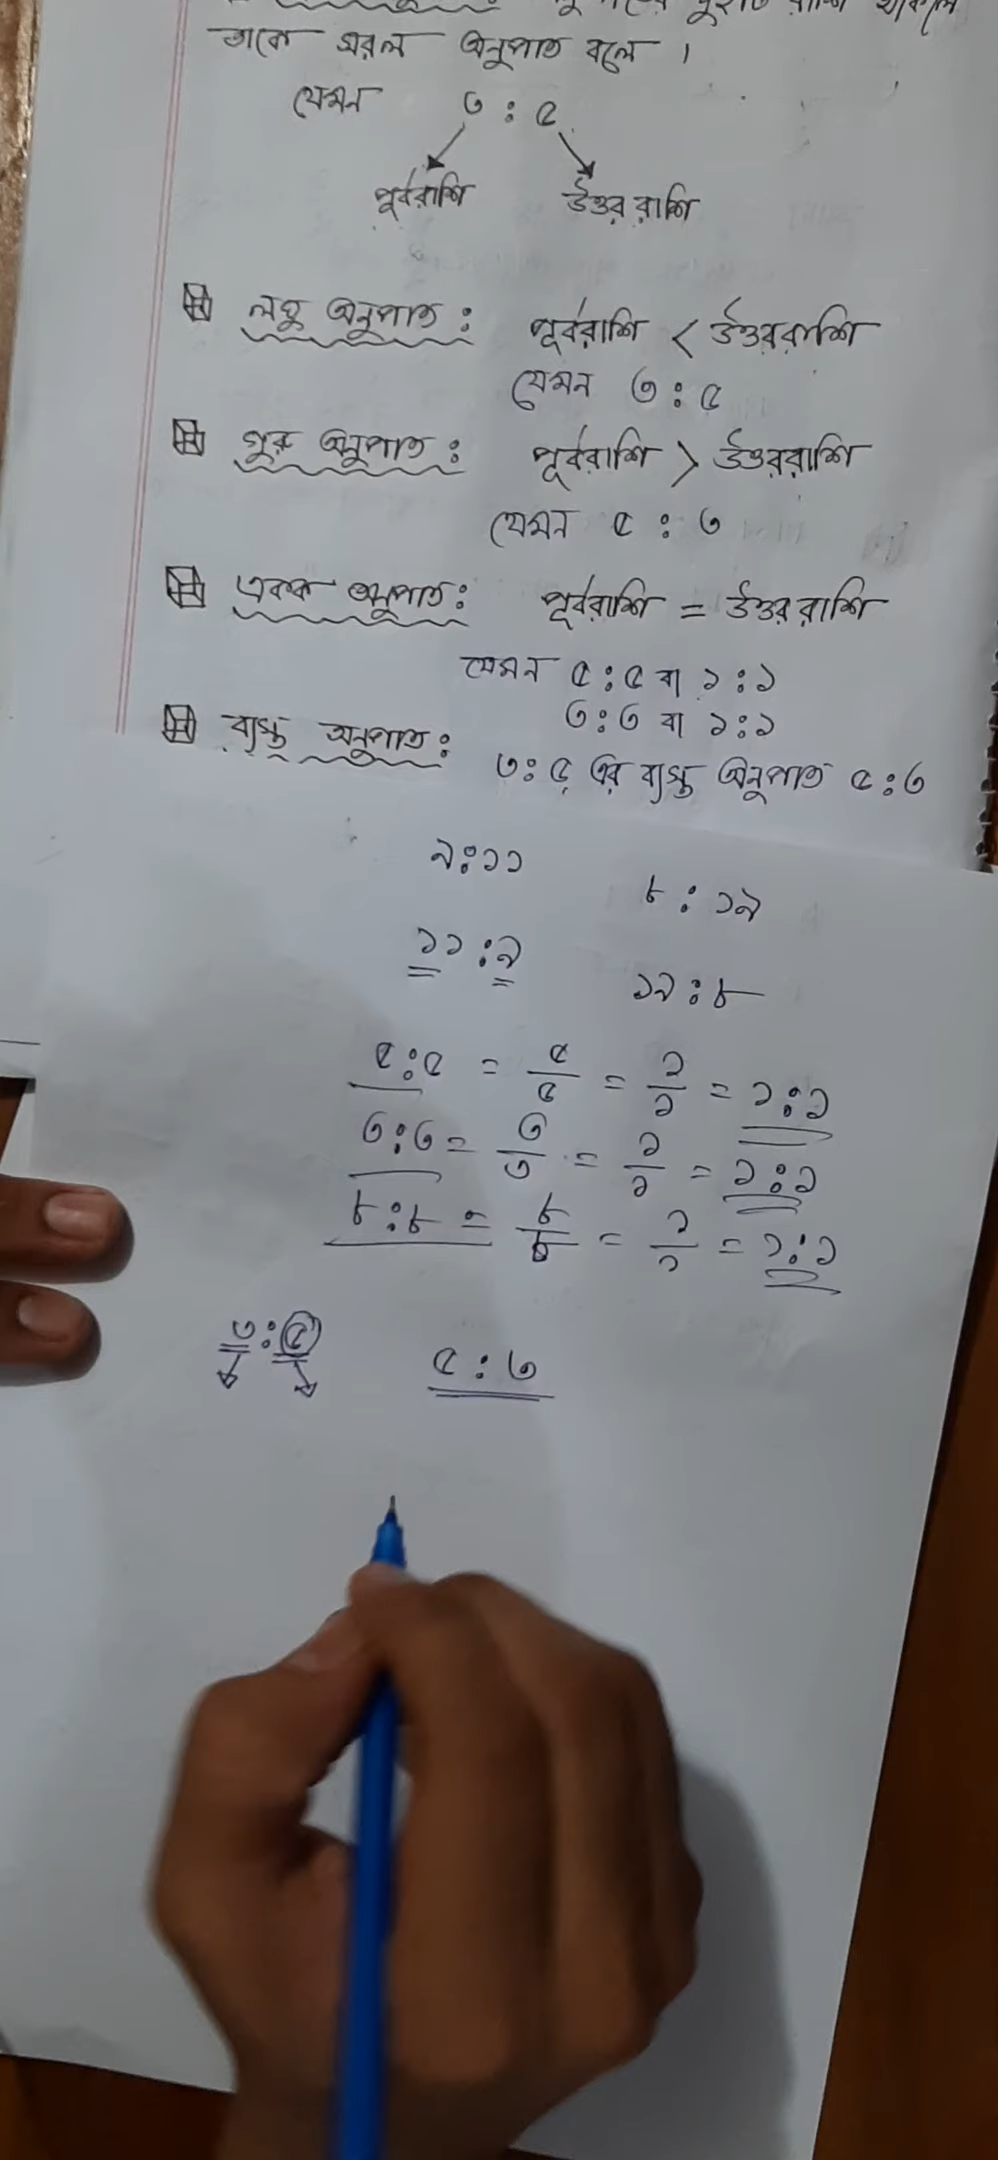 তাকে সরল অনুপাত বলে ।
যেমন ৩ : ৫
পূর্বরাশি উত্তর রাশি
লঘু অনুপাত : পূর্বরাশি < উত্তররাশি
যেমন ৩ : ৫
গুরু অনুপাত : পূর্বরাশি > উত্তররাশি
যেমন ৫ : ৩
একক অনুপাত : পূর্বরাশি = উত্তর রাশি
যেমন ৫ : ৫ বা ১ : ১
৩ : ৩ বা ১ : ১
ব্যস্ত অনুপাত : ৩ : ৫ এর ব্যস্ত অনুপাত ৫ : ৩
৯ : ১১
৮ : ১৯
১১ : ৯
১৯ : ৮
৫ : ৫ = ৫/৫ = ১/১ = ১ : ১
৩ : ৩ = ৩/৩ = ১/১ = ১ : ১
৮ : ৮ = ৮/৮ = ১/১ = ১ : ১
৩ : ৫ ৫ : ৩